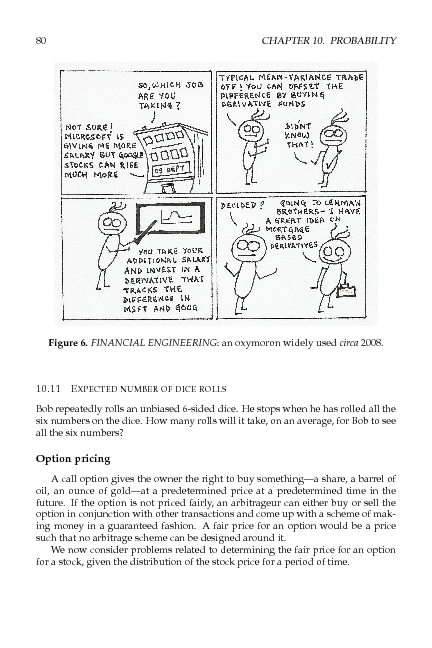 80
CHAPTER 10. PROBABILITY
SO, WHICH JOB
ARE YOU
TAKING?
NOT SURE!
MICROSOFT IS
GIVING ME MORE
SALARY BUT GOOGLE
STOCKS CAN RISE
MUCH MORE
CS DEPT
TYPICAL MEAN-VARIANCE TRADE
OFF! YOU CAN OFFSET THE
DIFFERENCE BY BUYING
DERIVATIVE FUNDS
DIDN'T
KNOW
THAT!
YOU TAKE YOUR
ADDITIONAL SALARY
AND INVEST IN A
DERIVATIVE THAT
TRACKS THE
DIFFERENCE IN
MSFT AND GOOG
DECIDED?
GOING TO LEHMAN
BROTHERS- I HAVE
A GREAT IDEA ON
MORTGAGE
BASED
DERIVATIVES
Figure 6. FINANCIAL ENGINEERING: an oxymoron widely used circa 2008.
10.11 EXPECTED NUMBER OF DICE ROLLS
Bob repeatedly rolls an unbiased 6-sided dice. He stops when he has rolled all the
six numbers on the dice. How many rolls will it take, on an average, for Bob to see
all the six numbers?
Option pricing
A call option gives the owner the right to buy something—a share, a barrel of
oil, an ounce of gold—at a predetermined price at a predetermined time in the
future. If the option is not priced fairly, an arbitrageur can either buy or sell the
option in conjunction with other transactions and come up with a scheme of mak-
ing money in a guaranteed fashion. A fair price for an option would be a price
such that no arbitrage scheme can be designed around it.
We now consider problems related to determining the fair price for an option
for a stock, given the distribution of the stock price for a period of time.